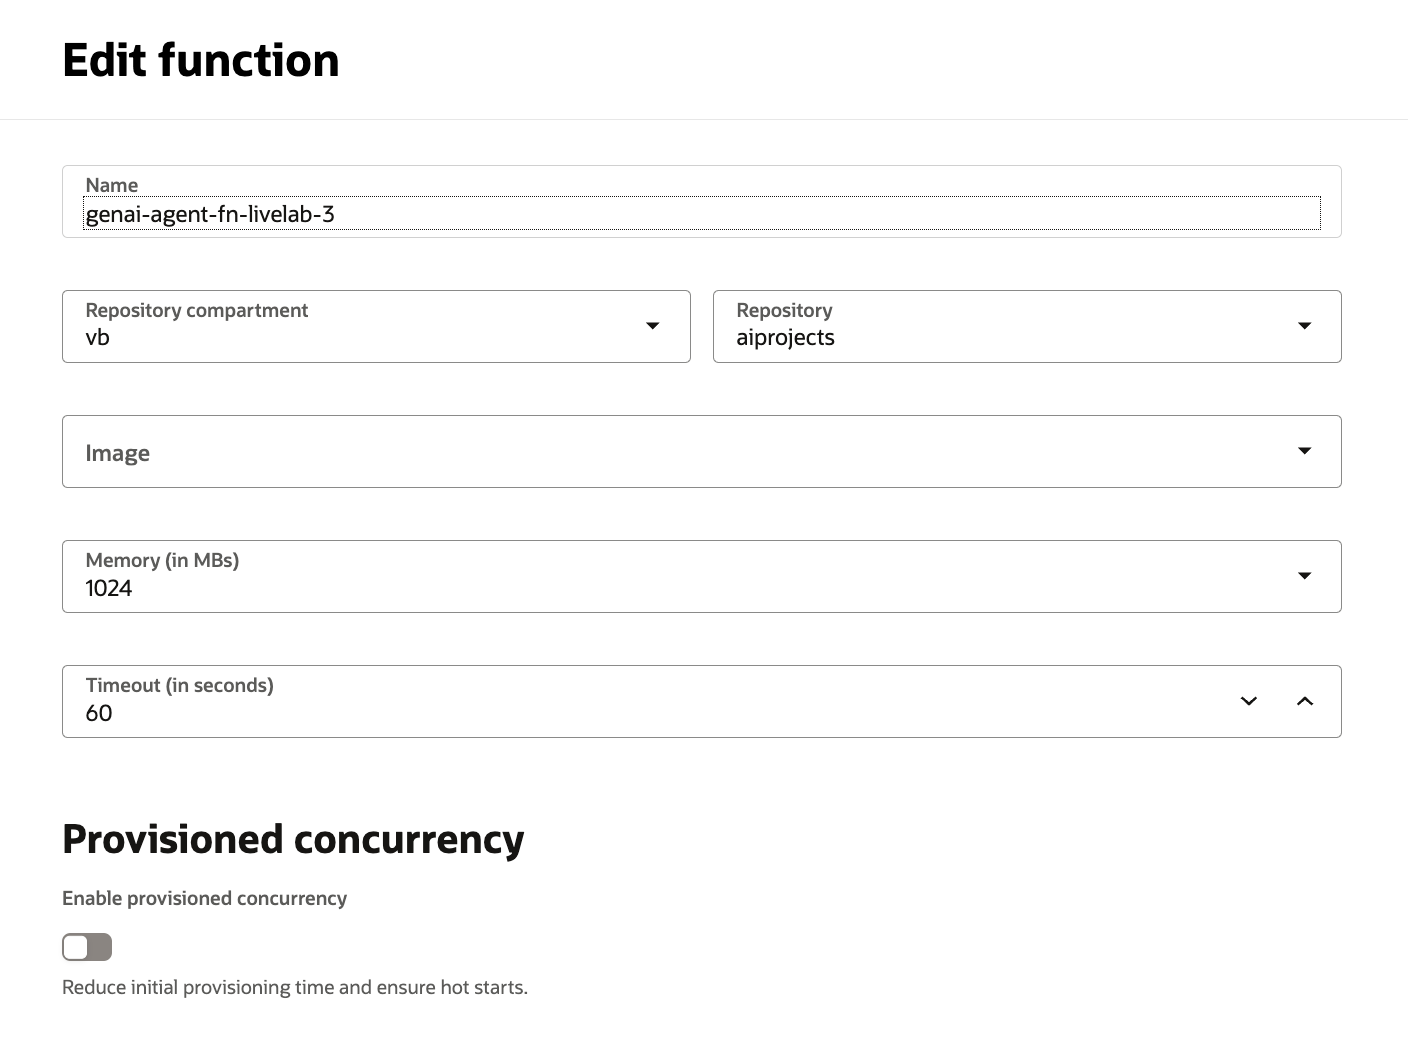 Edit function
Name
genai-agent-fn-livelab-3
Repository compartment
vb
Repository
aiprojects
Image
Memory (in MBs)
1024
Timeout (in seconds)
60
Provisioned concurrency
Enable provisioned concurrency
Reduce initial provisioning time and ensure hot starts.